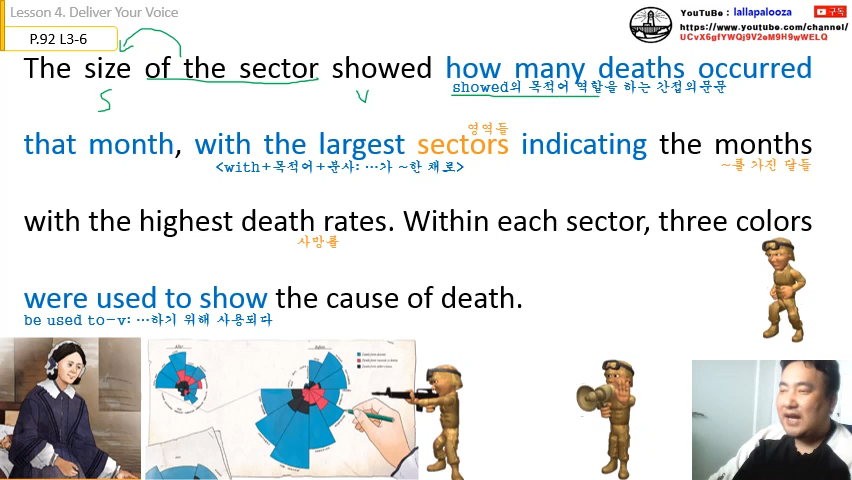 Lesson 4. Deliver Your Voice
P.92 L3-6
YouTuBe : lallapalooza
구독
https://www.youtube.com/channel/
UCvX6gfYWQj9V2eM9H9wWELQ
The size of the sector showed how many deaths occurred
S
V
showed의 목적어 역할을 하는 간접의문문
영역들
that month, with the largest sectors indicating the months
<with+목적어+분사: …가 ~한 채로>
~를 가진 달들
with the highest death rates. Within each sector, three colors
사망률
were used to show the cause of death.
be used to-v: …하기 위해 사용되다